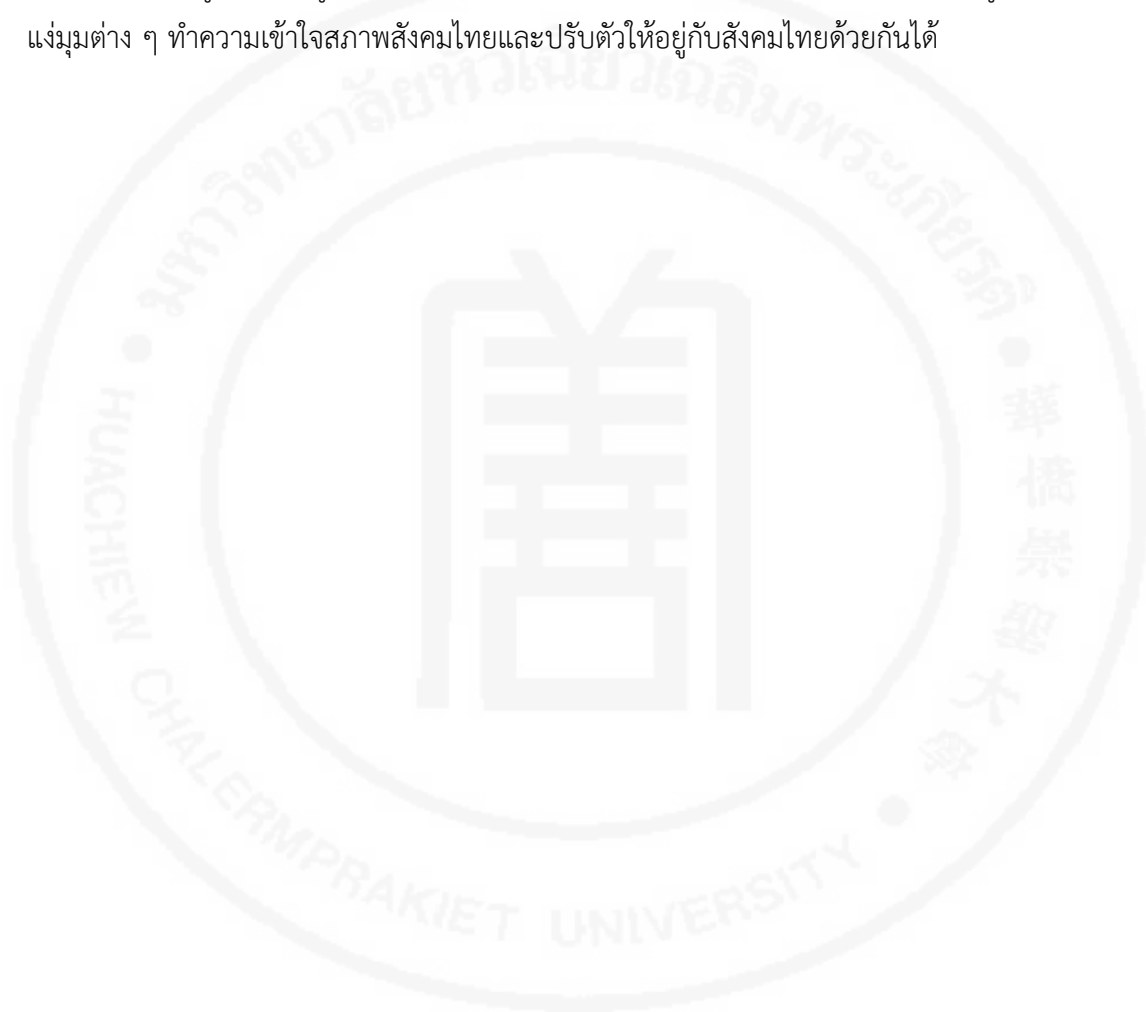 แง่มุมต่าง ๆ ทำความเข้าใจสภาพสังคมไทยและปรับตัวให้อยู่กับสังคมไทยด้วยกันได้
มหาวิทยาลัยหัวเฉียวเฉลิมพระเกียรติ
HUACHIEW CHALERMPRAKIET UNIVERSITY
華僑崇聖大學